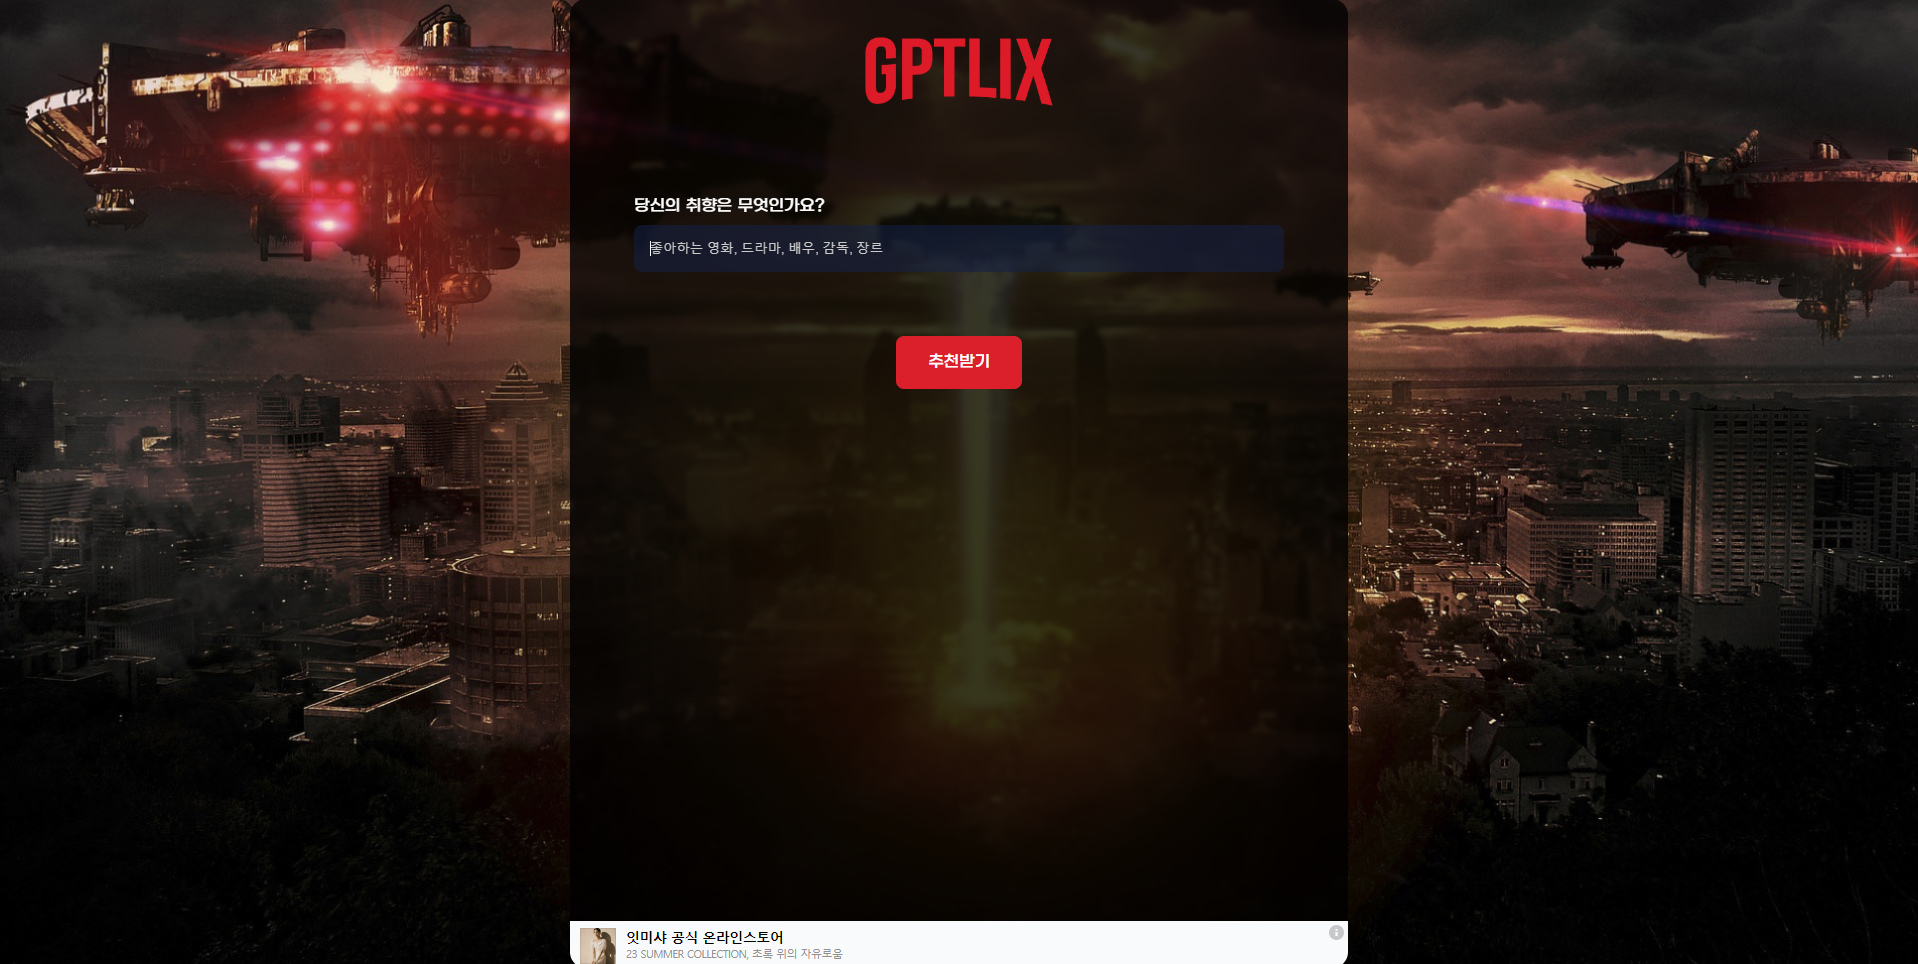 GPTLIX
당신의 취향은 무엇인가요?
좋아하는 영화, 드라마, 배우, 감독, 장르
추천받기
잇미샤 공식 온라인스토어
23 SUMMER COLLECTION, 초록 위의 자유로움